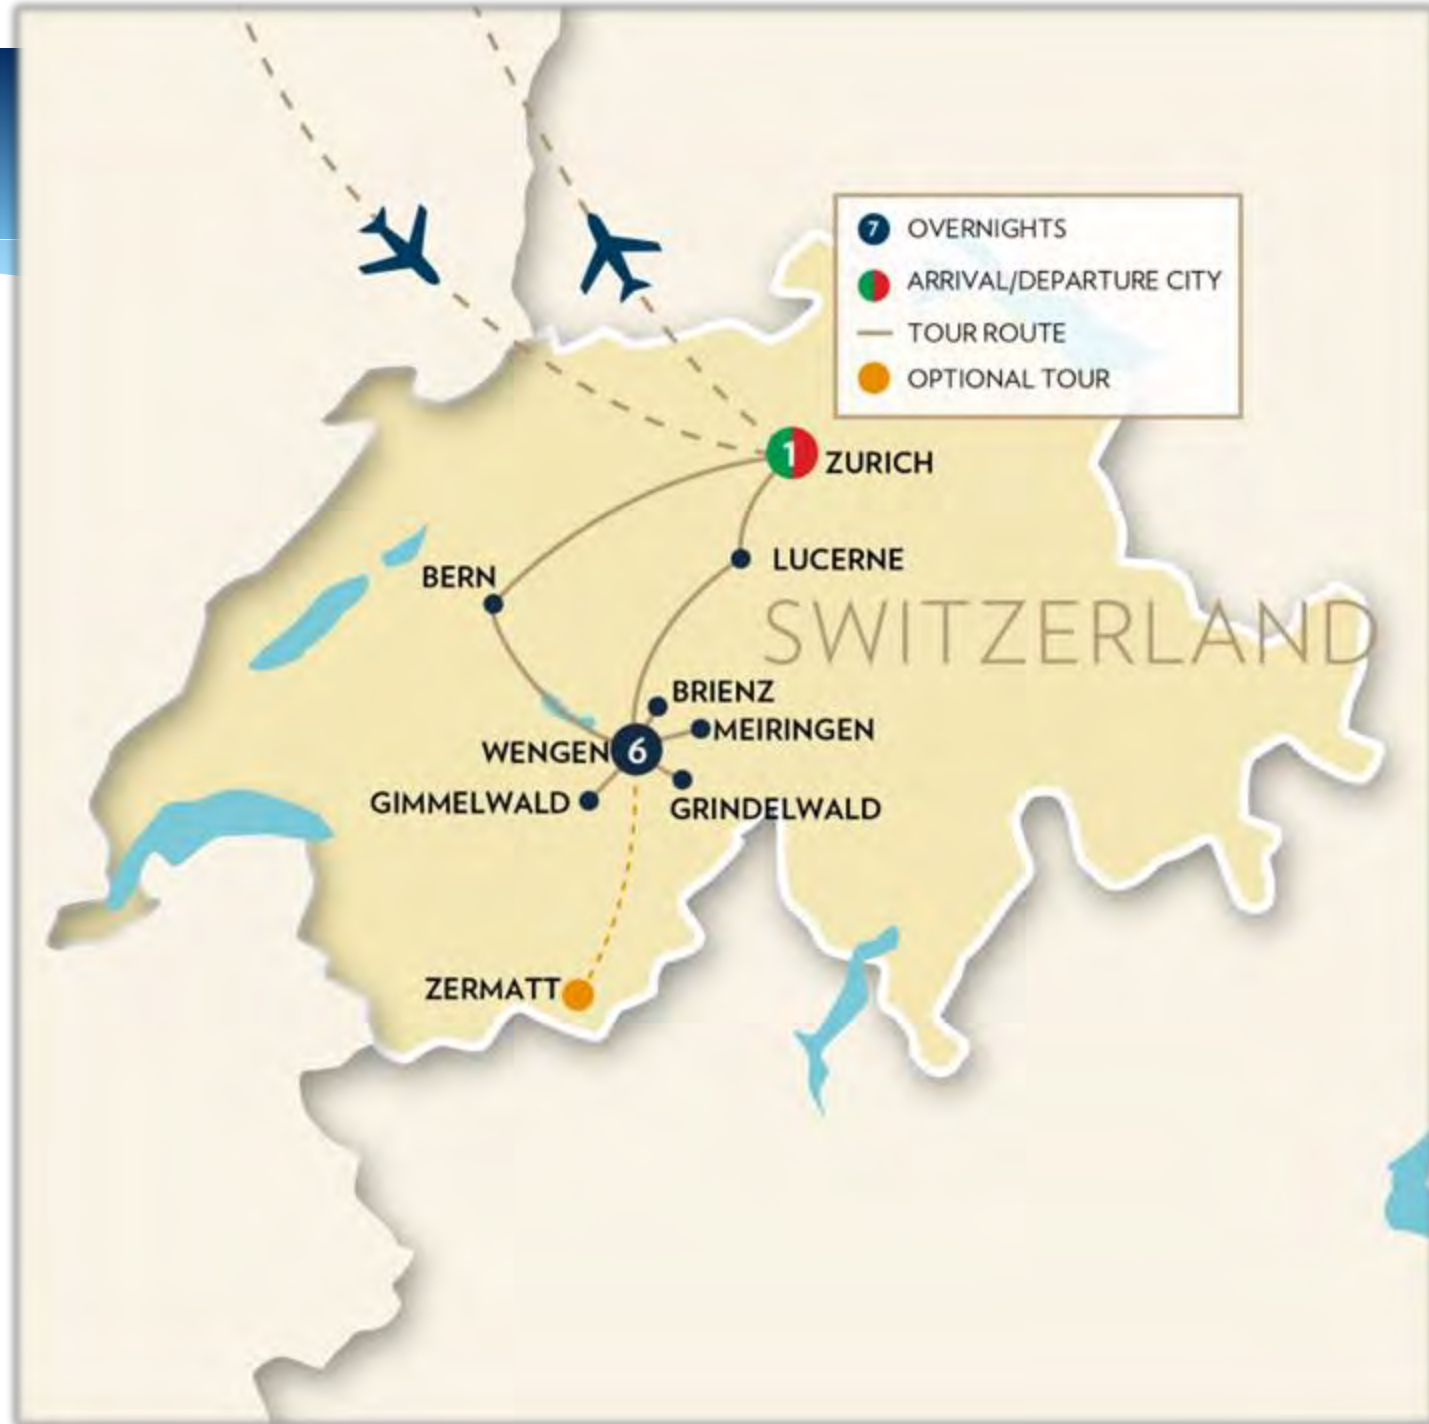 7 OVERNIGHTS
ARRIVAL/DEPARTURE CITY
TOUR ROUTE
OPTIONAL TOUR
1 ZURICH
LUCERNE
BERN
SWITZERLAND
BRIENZ
MEIRINGEN
WENGEN 6
GIMMELWALD
GRINDELWALD
ZERMATT